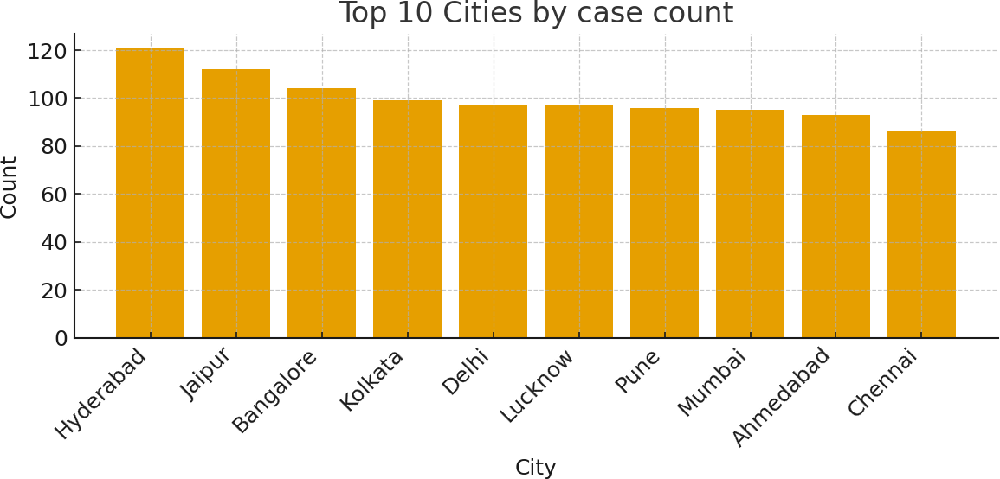 Top 10 Cities by case count
Count
120
100
80
60
40
20
0
Hyderabad
Jaipur
Bangalore
Kolkata
Delhi
Lucknow
Pune
Mumbai
Ahmedabad
Chennai
City